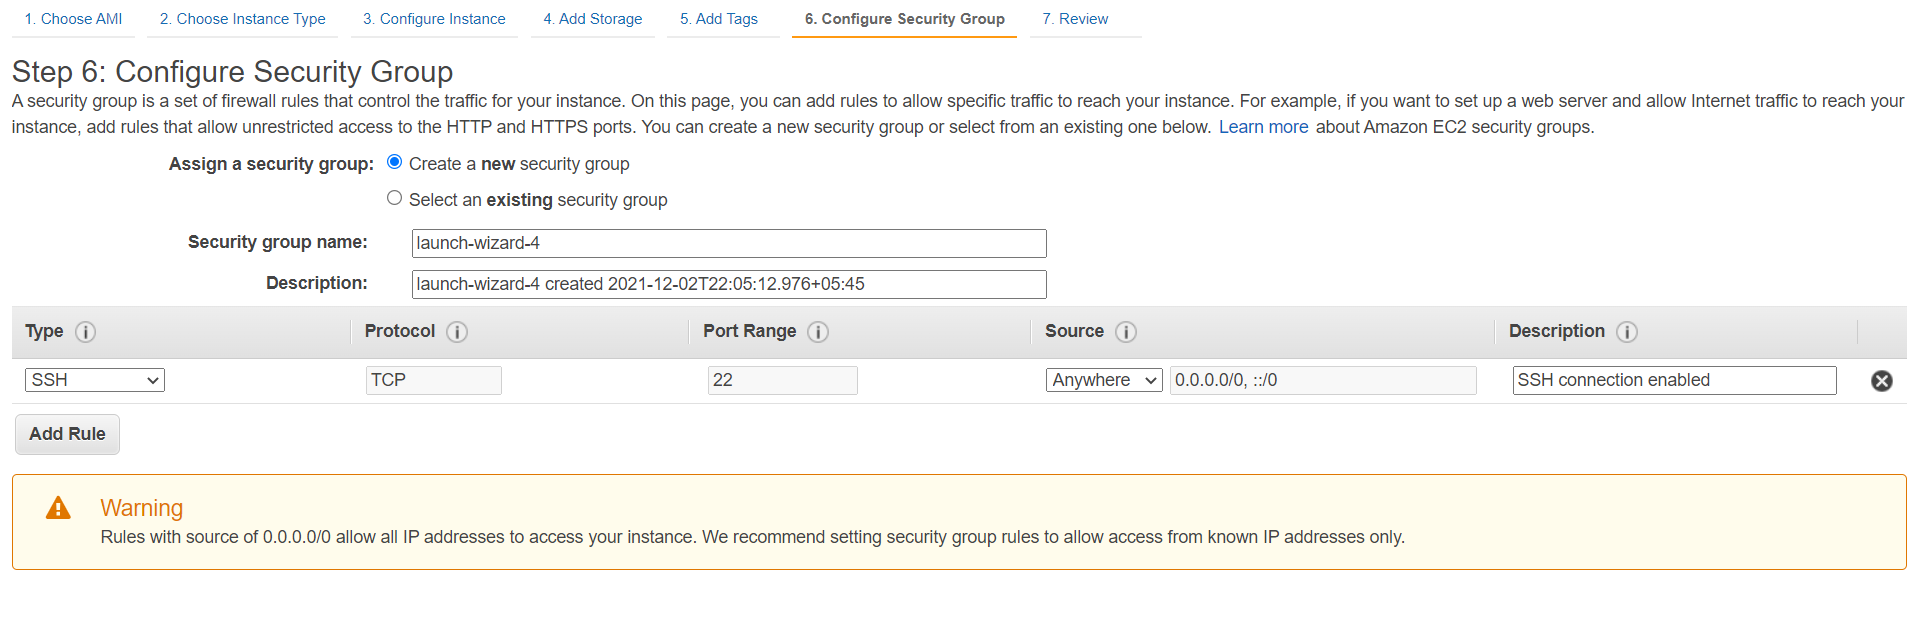 1. Choose AMI 2. Choose Instance Type 3. Configure Instance 4. Add Storage 5. Add Tags 6. Configure Security Group 7. Review
Step 6: Configure Security Group
A security group is a set of firewall rules that control the traffic for your instance. On this page, you can add rules to allow specific traffic to reach your instance. For example, if you want to set up a web server and allow Internet traffic to reach your
instance, add rules that allow unrestricted access to the HTTP and HTTPS ports. You can create a new security group or select from an existing one below. Learn more about Amazon EC2 security groups.
Assign a security group: Create a new security group
Select an existing security group
Security group name: launch-wizard-4
Description: launch-wizard-4 created 2021-12-02T22:05:12.976+05:45
Type i Protocol i Port Range i Source i Description i
SSH TCP 22 Anywhere 0.0.0.0/0, ::/0 SSH connection enabled
Add Rule
Warning
Rules with source of 0.0.0.0/0 allow all IP addresses to access your instance. We recommend setting security group rules to allow access from known IP addresses only.